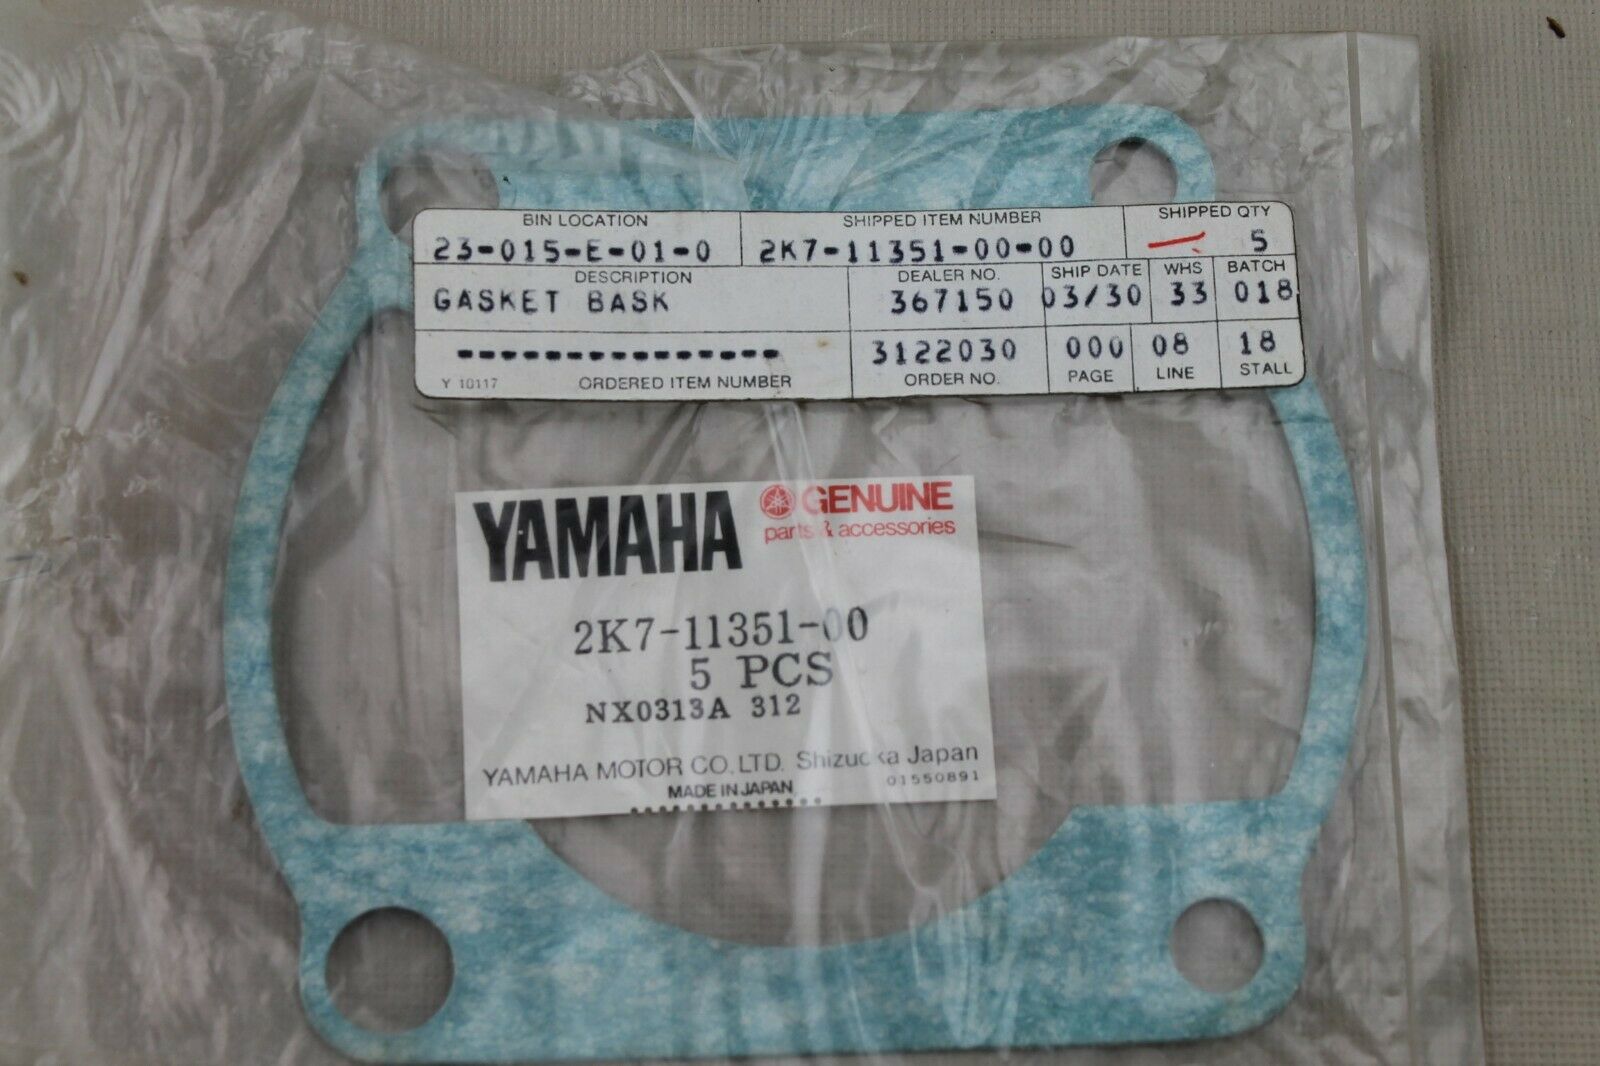 BIN LOCATION SHIPPED ITEM NUMBER SHIPPED QTY
23-015-E-01-0 2K7-11351-00-00 5
DESCRIPTION DEALER NO. SHIP DATE WHS BATCH
GASKET BASK 367150 03/30 33 018
--------------- 3122030 000 08 18
Y 10117 ORDERED ITEM NUMBER ORDER NO. PAGE LINE STALL
YAMAHA GENUINE
parts & accessories
2K7-11351-00
5 PCS
NX0313A 312
YAMAHA MOTOR CO.,LTD. Shizuoka Japan
MADE IN JAPAN 01550891